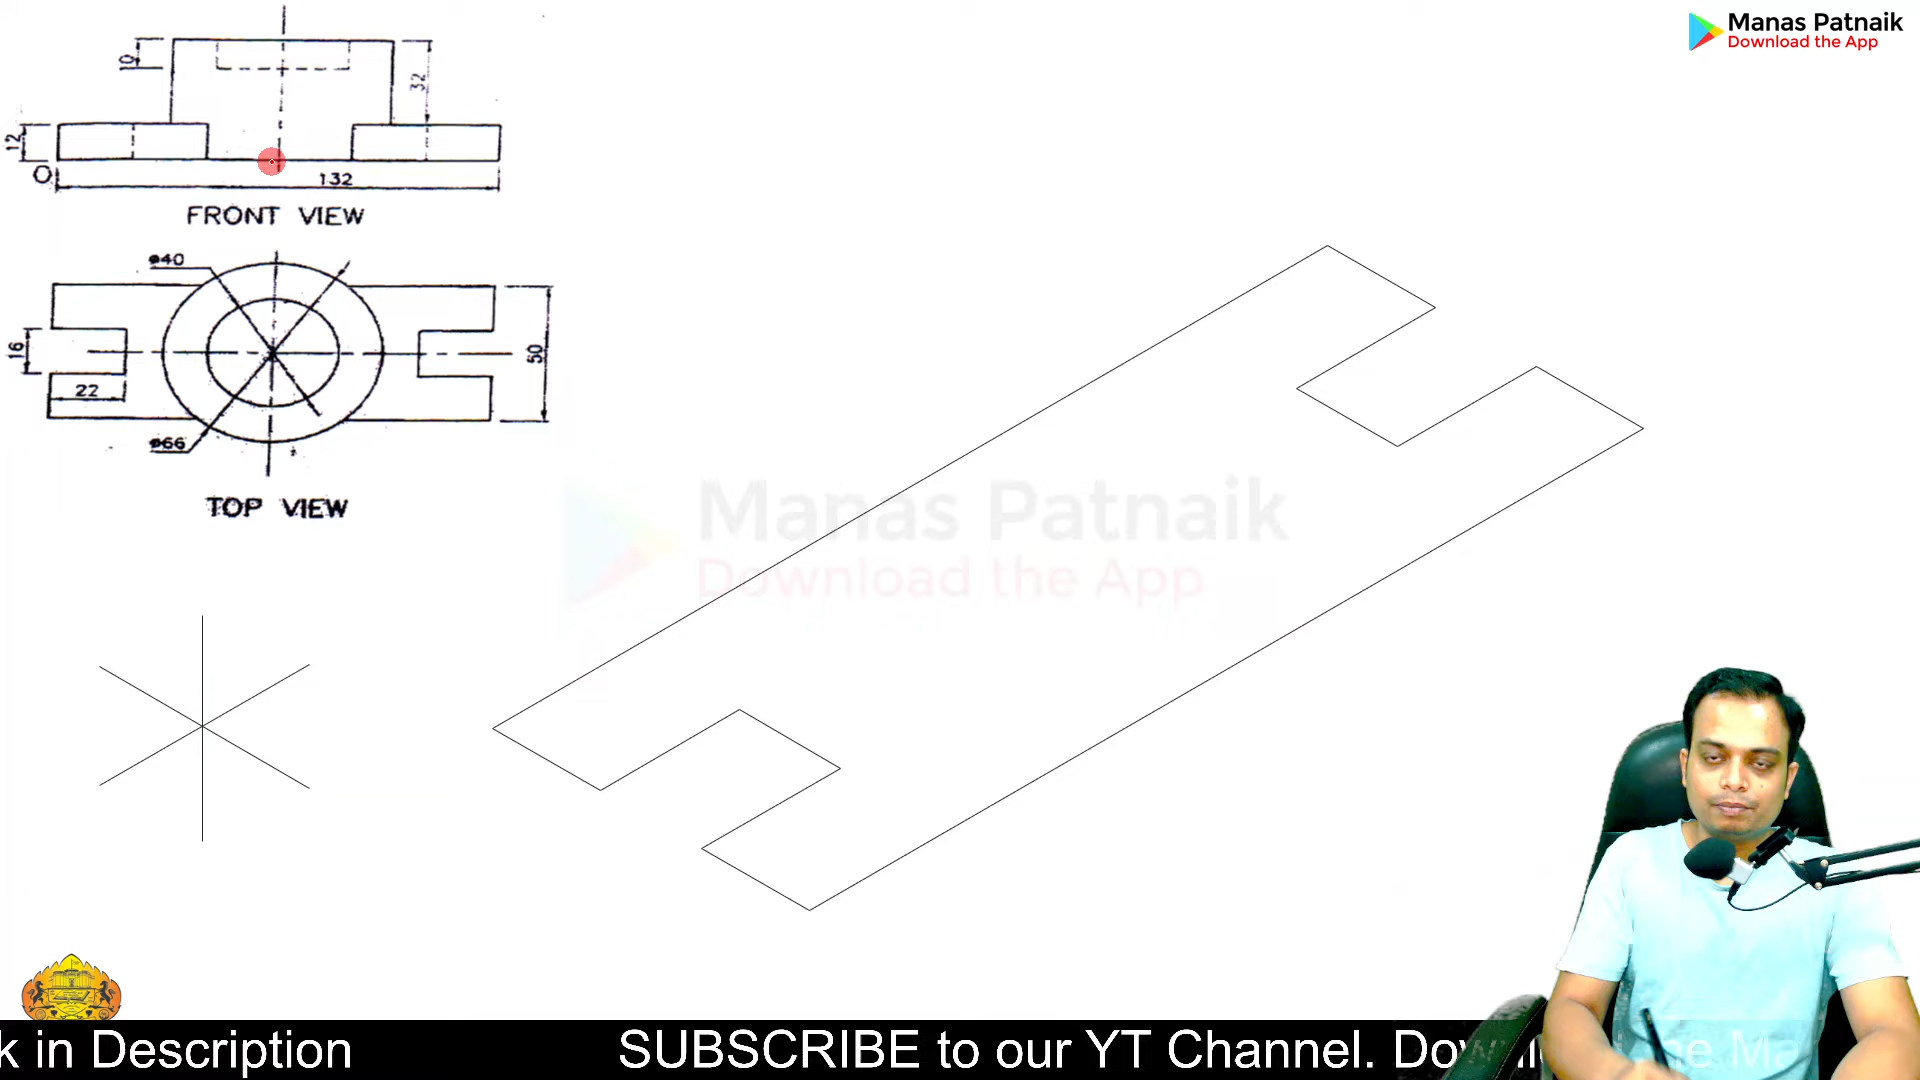 Manas Patnaik
Download the App
10
32
12
O
132
FRONT VIEW
ø40
16
50
22
ø66
TOP VIEW
Manas Patnaik
Download the App
k in Description
SUBSCRIBE to our YT Channel. Do